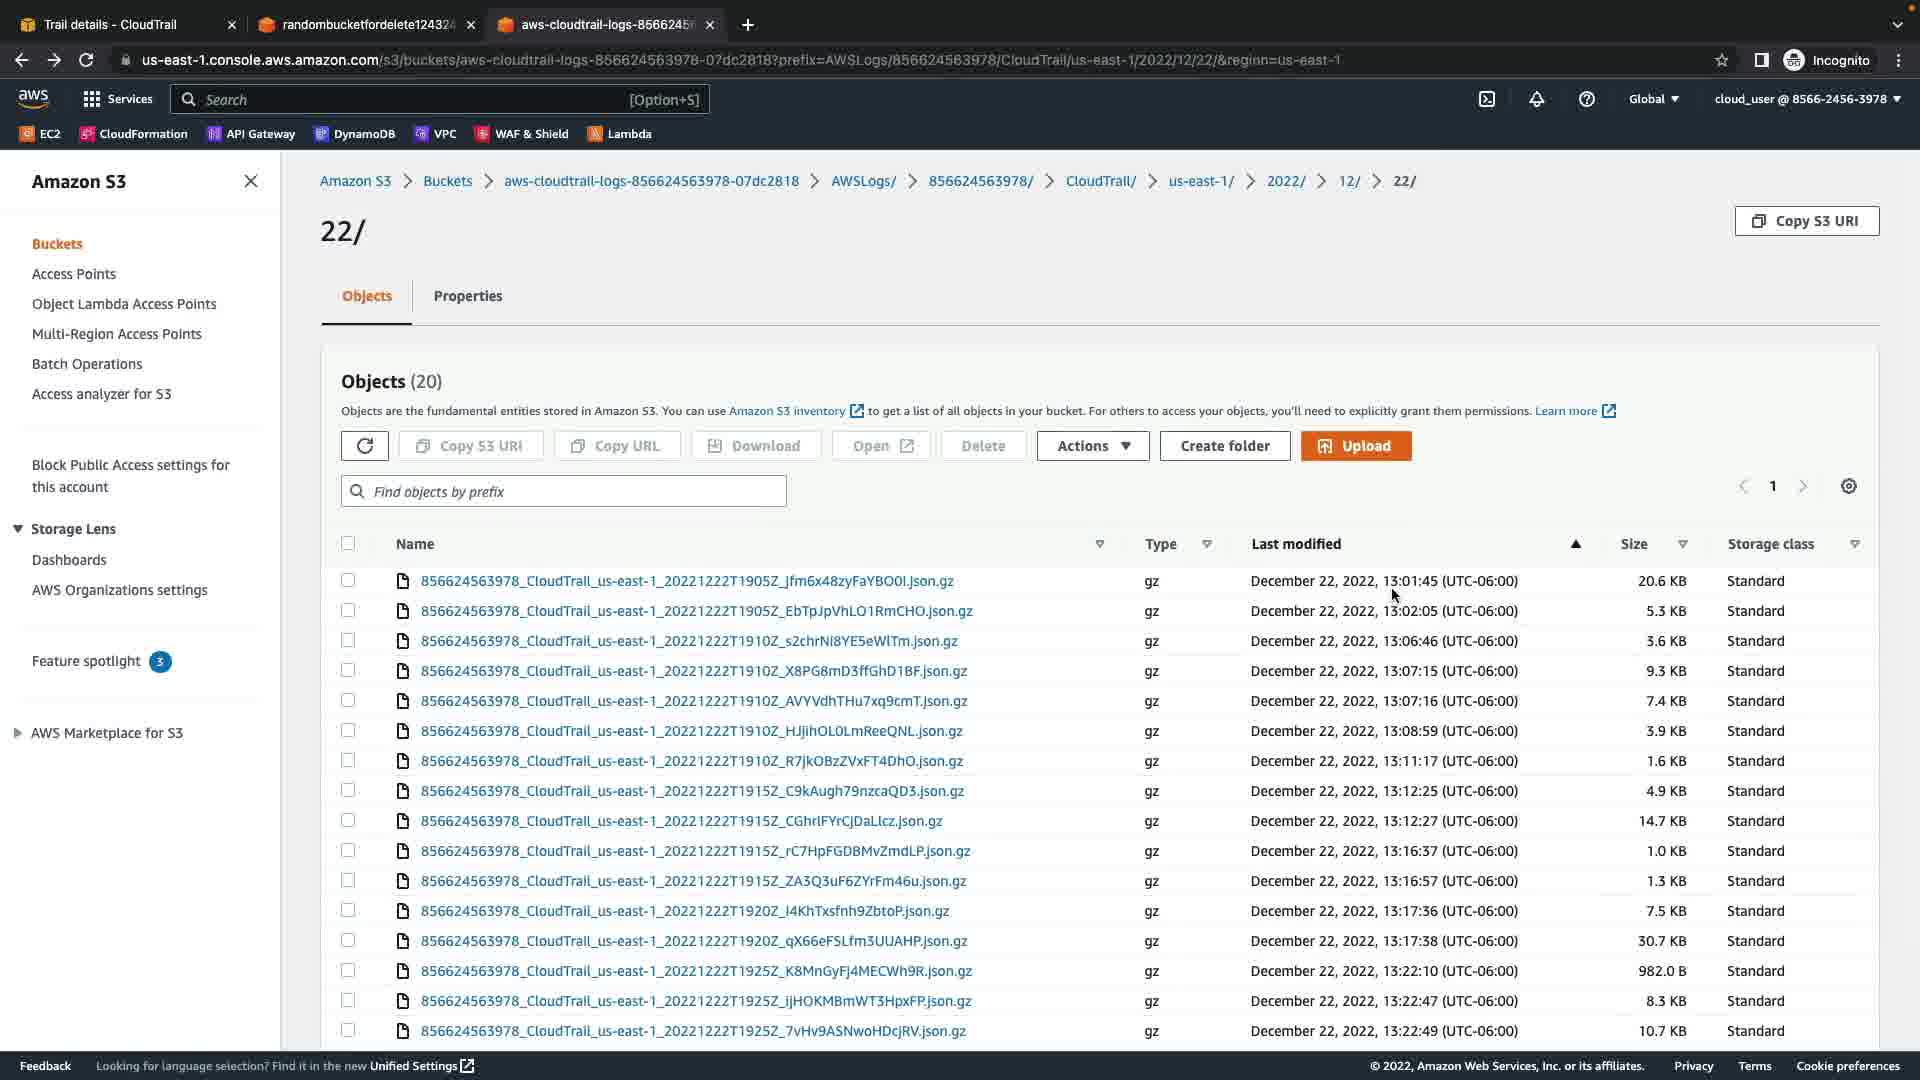 Trail details - CloudTrail
randombucketfordelete124324
aws-cloudtrail-logs-8566245
us-east-1.console.aws.amazon.com/s3/buckets/aws-cloudtrail-logs-856624563978-07dc2818?prefix=AWSLogs/856624563978/CloudTrail/us-east-1/2022/12/22/&region=us-east-1
Incognito
aws
Services
Search
[Option+S]
Global
cloud_user @ 8566-2456-3978
EC2
CloudFormation
API Gateway
DynamoDB
VPC
WAF & Shield
Lambda
Amazon S3
Buckets
Access Points
Object Lambda Access Points
Multi-Region Access Points
Batch Operations
Access analyzer for S3
Block Public Access settings for
this account
Storage Lens
Dashboards
AWS Organizations settings
Feature spotlight 3
AWS Marketplace for S3
Amazon S3 > Buckets > aws-cloudtrail-logs-856624563978-07dc2818 > AWSLogs/ > 856624563978/ > CloudTrail/ > us-east-1/ > 2022/ > 12/ > 22/
22/
Copy S3 URI
Objects
Properties
Objects (20)
Objects are the fundamental entities stored in Amazon S3. You can use Amazon S3 inventory to get a list of all objects in your bucket. For others to access your objects, you'll need to explicitly grant them permissions. Learn more
Copy S3 URI
Copy URL
Download
Open
Delete
Actions
Create folder
Upload
Find objects by prefix
1
Name Type Last modified Size Storage class
856624563978_CloudTrail_us-east-1_20221222T1905Z_Jfm6x48zyFaYBO0I.json.gz gz December 22, 2022, 13:01:45 (UTC-06:00) 20.6 KB Standard
856624563978_CloudTrail_us-east-1_20221222T1905Z_EbTpJpVhLO1RmCHO.json.gz gz December 22, 2022, 13:02:05 (UTC-06:00) 5.3 KB Standard
856624563978_CloudTrail_us-east-1_20221222T1910Z_s2chrNI8YE5eWlTm.json.gz gz December 22, 2022, 13:06:46 (UTC-06:00) 3.6 KB Standard
856624563978_CloudTrail_us-east-1_20221222T1910Z_X8PG8mD3ffGhD1BF.json.gz gz December 22, 2022, 13:07:15 (UTC-06:00) 9.3 KB Standard
856624563978_CloudTrail_us-east-1_20221222T1910Z_AVYVdhTHu7xq9cmT.json.gz gz December 22, 2022, 13:07:16 (UTC-06:00) 7.4 KB Standard
856624563978_CloudTrail_us-east-1_20221222T1910Z_HJjihOL0LmReeQNL.json.gz gz December 22, 2022, 13:08:59 (UTC-06:00) 3.9 KB Standard
856624563978_CloudTrail_us-east-1_20221222T1910Z_R7jkOBzZVxFT4DhO.json.gz gz December 22, 2022, 13:11:17 (UTC-06:00) 1.6 KB Standard
856624563978_CloudTrail_us-east-1_20221222T1915Z_C9kAugh79nzcaQD3.json.gz gz December 22, 2022, 13:12:25 (UTC-06:00) 4.9 KB Standard
856624563978_CloudTrail_us-east-1_20221222T1915Z_CGhrlFYrCjDaLlcz.json.gz gz December 22, 2022, 13:12:27 (UTC-06:00) 14.7 KB Standard
856624563978_CloudTrail_us-east-1_20221222T1915Z_rC7HpFGDBMvZmdLP.json.gz gz December 22, 2022, 13:16:37 (UTC-06:00) 1.0 KB Standard
856624563978_CloudTrail_us-east-1_20221222T1915Z_ZA3Q3uF6ZYrFm46u.json.gz gz December 22, 2022, 13:16:57 (UTC-06:00) 1.3 KB Standard
856624563978_CloudTrail_us-east-1_20221222T1920Z_I4KhTxsfnh9ZbtoP.json.gz gz December 22, 2022, 13:17:36 (UTC-06:00) 7.5 KB Standard
856624563978_CloudTrail_us-east-1_20221222T1920Z_qX66eFSLfm3UUAHP.json.gz gz December 22, 2022, 13:17:38 (UTC-06:00) 30.7 KB Standard
856624563978_CloudTrail_us-east-1_20221222T1925Z_K8MnGyFj4MECWh9R.json.gz gz December 22, 2022, 13:22:10 (UTC-06:00) 982.0 B Standard
856624563978_CloudTrail_us-east-1_20221222T1925Z_ijHOKMBmWT3HpxFP.json.gz gz December 22, 2022, 13:22:47 (UTC-06:00) 8.3 KB Standard
856624563978_CloudTrail_us-east-1_20221222T1925Z_7vHv9ASNwoHDcjRV.json.gz gz December 22, 2022, 13:22:49 (UTC-06:00) 10.7 KB Standard
Feedback
Looking for language selection? Find it in the new Unified Settings
© 2022, Amazon Web Services, Inc. or its affiliates.
Privacy
Terms
Cookie preferences